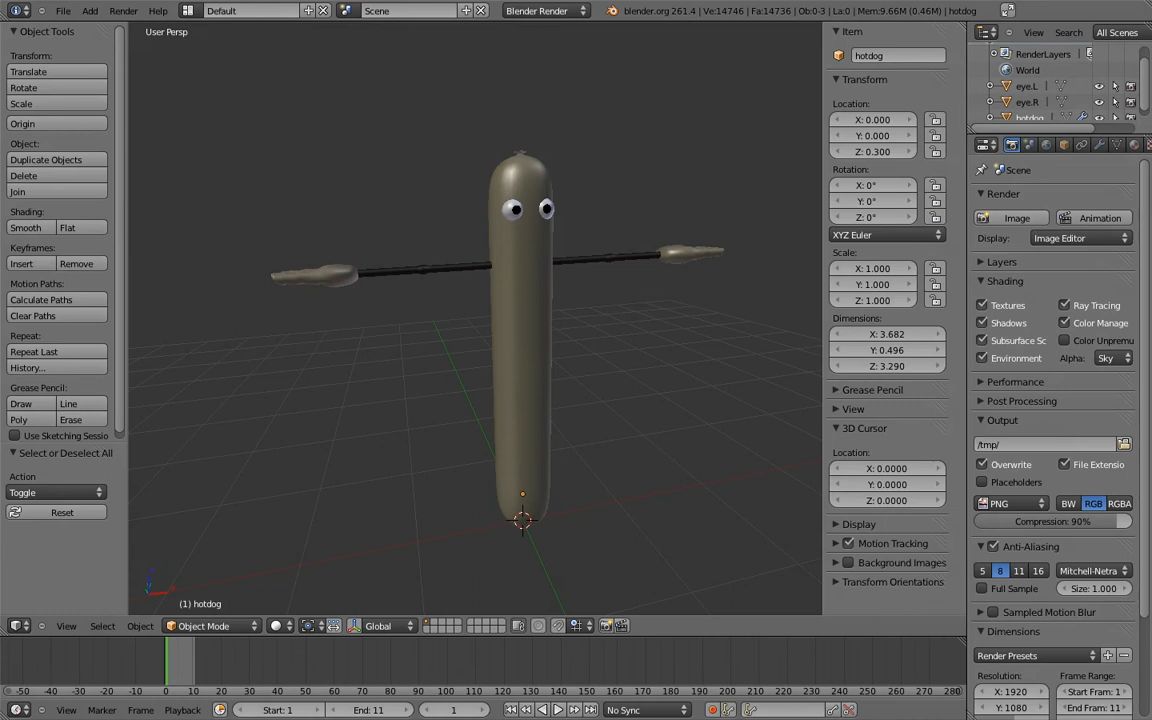 File Add Render Help Default Scene Blender Render blender.org 261.4 | Ve:14746 | Fa:14736 | Ob:0-3 | La:0 | Mem:9.66M (0.46M) | hotdog
Object Tools
Transform:
Translate
Rotate
Scale
Origin
Object:
Duplicate Objects
Delete
Join
Shading:
Smooth Flat
Keyframes:
Insert Remove
Motion Paths:
Calculate Paths
Clear Paths
Repeat:
Repeat Last
History...
Grease Pencil:
Draw Line
Poly Erase
Use Sketching Sessio
Select or Deselect All
Action
Toggle
Reset
User Persp
(1) hotdog
View Select Object Object Mode Global
Item
hotdog
Transform
Location:
X: 0.000
Y: 0.000
Z: 0.300
Rotation:
X: 0°
Y: 0°
Z: 0°
XYZ Euler
Scale:
X: 1.000
Y: 1.000
Z: 1.000
Dimensions:
X: 3.682
Y: 0.496
Z: 3.290
Grease Pencil
View
3D Cursor
Location:
X: 0.0000
Y: 0.0000
Z: 0.0000
Display
Motion Tracking
Background Images
Transform Orientations
View Search All Scenes
RenderLayers
World
eye.L
eye.R
hotdog
Scene
Render
Image Animation
Display: Image Editor
Layers
Shading
Textures Ray Tracing
Shadows Color Manage
Subsurface Sc Color Unpremu
Environment Alpha: Sky
Performance
Post Processing
Output
/tmp/
Overwrite File Extensio
Placeholders
PNG BW RGB RGBA
Compression: 90%
Anti-Aliasing
5 8 11 16 Mitchell-Netra
Full Sample Size: 1.000
Sampled Motion Blur
Dimensions
Render Presets
Resolution: Frame Range:
X: 1920 Start Fram: 1
Y: 1080 End Fram: 11
-50 -40 -30 -20 -10 0 10 20 30 40 50 60 70 80 90 100 110 120 130 140 150 160 170 180 190 200 210 220 230 240 250 260 270 280
View Marker Frame Playback Start: 1 End: 11 1 No Sync